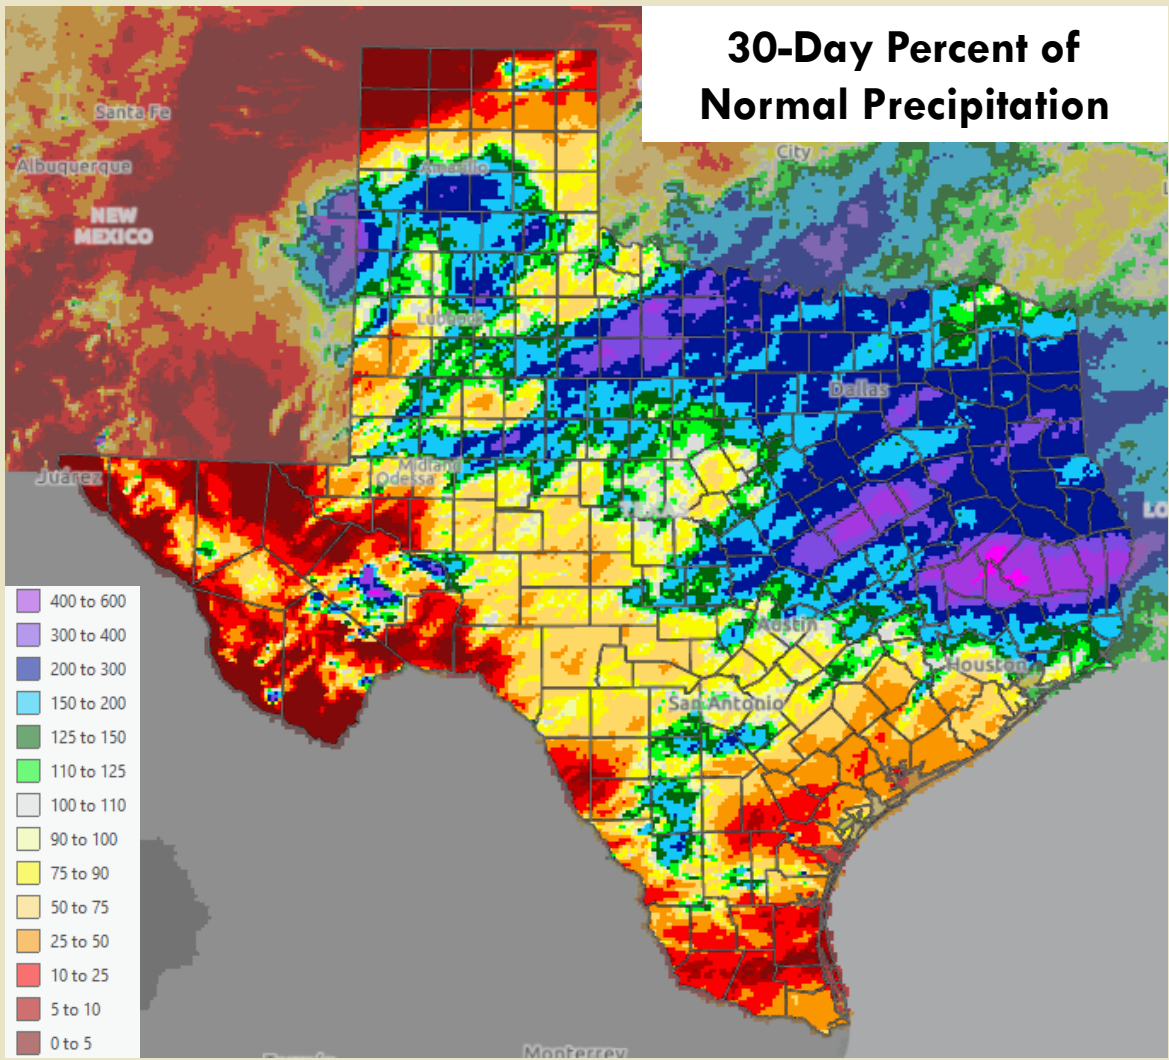 30-Day Percent of
Normal Precipitation
Santa Fe
City
Albuquerque
Amarillo
NEW
MEXICO
Lubbock
Dallas
Midland
Juárez
Odessa
TEXAS
LO
400 to 600
300 to 400
200 to 300
150 to 200
125 to 150
110 to 125
100 to 110
90 to 100
75 to 90
50 to 75
25 to 50
10 to 25
5 to 10
0 to 5
Austin
Houston
San Antonio
Monterrey